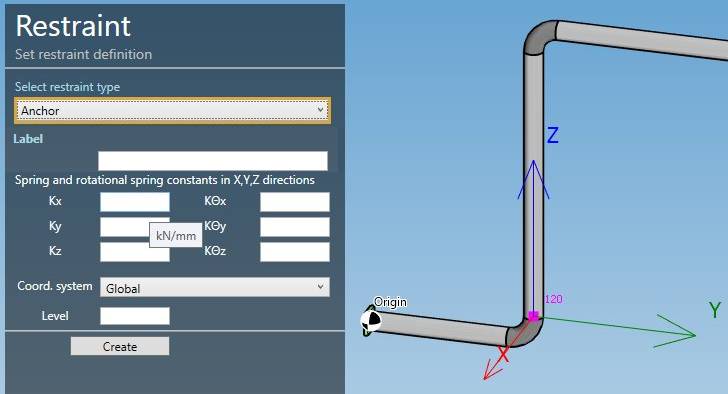 Restraint
Set restraint definition
Select restraint type
Anchor
Label
Spring and rotational spring constants in X,Y,Z directions
Kx KΘx
Ky KΘy
kN/mm
Kz KΘz
Coord. system Global
Level
Create
Z
120
Origin
Y
X